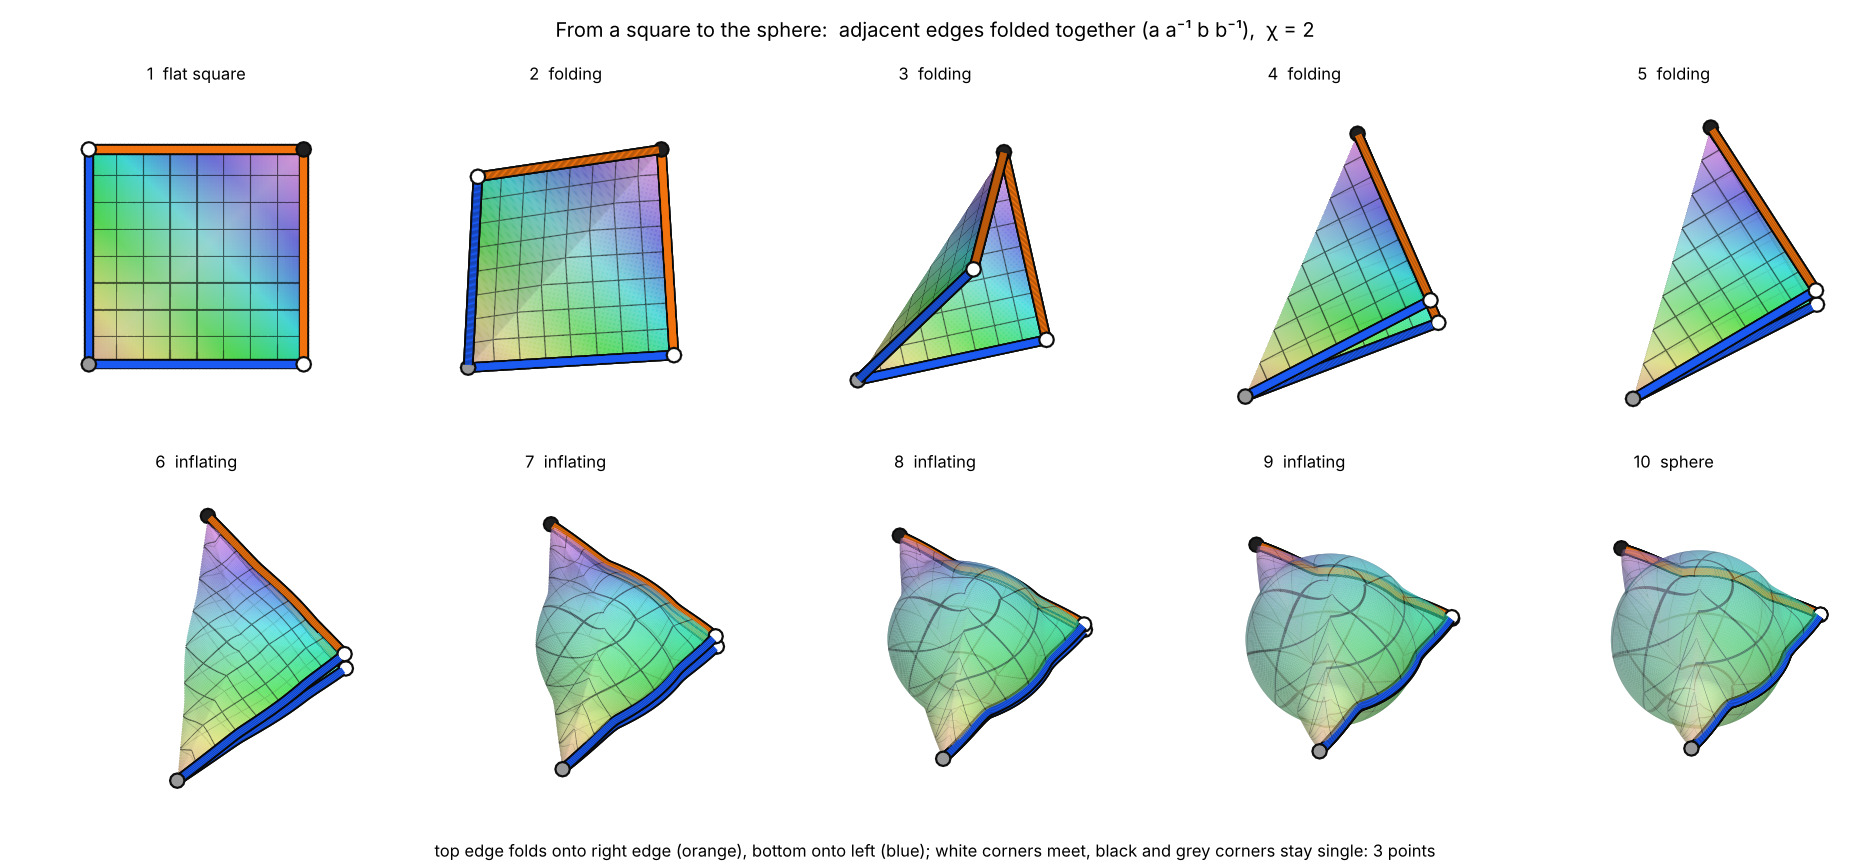 From a square to the sphere:  adjacent edges folded together (a a⁻¹ b b⁻¹),  χ = 2
1  flat square
2  folding
3  folding
4  folding
5  folding
6  inflating
7  inflating
8  inflating
9  inflating
10  sphere
top edge folds onto right edge (orange), bottom onto left (blue); white corners meet, black and grey corners stay single: 3 points